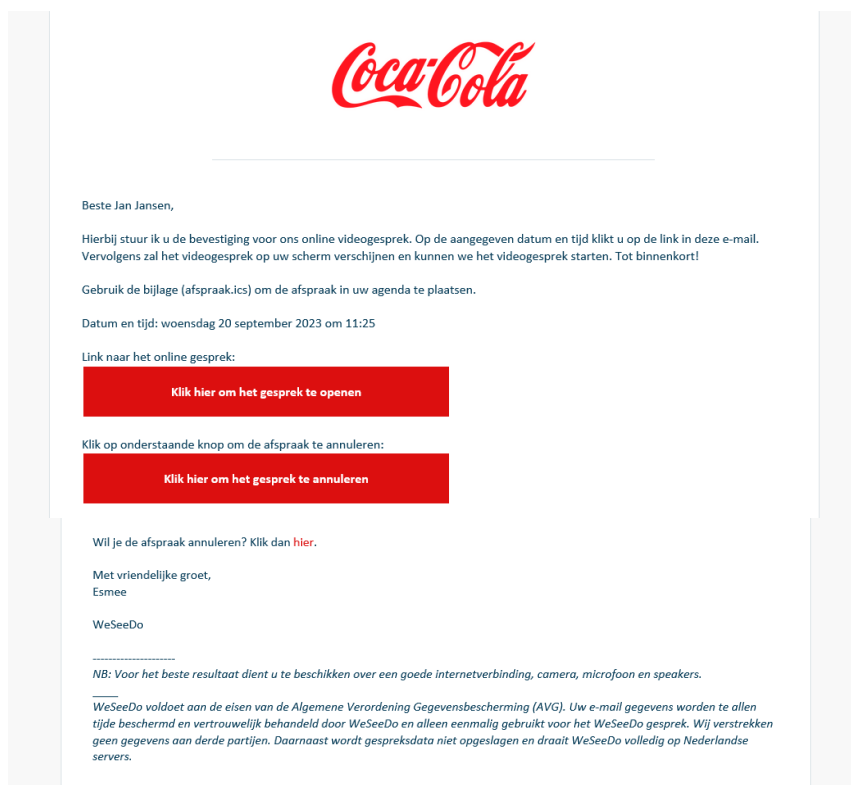 Coca-Cola
Beste Jan Jansen,
Hierbij stuur ik u de bevestiging voor ons online videogesprek. Op de aangegeven datum en tijd klikt u op de link in deze e-mail.
Vervolgens zal het videogesprek op uw scherm verschijnen en kunnen we het videogesprek starten. Tot binnenkort!
Gebruik de bijlage (afspraak.ics) om de afspraak in uw agenda te plaatsen.
Datum en tijd: woensdag 20 september 2023 om 11:25
Link naar het online gesprek:
Klik hier om het gesprek te openen
Klik op onderstaande knop om de afspraak te annuleren:
Klik hier om het gesprek te annuleren
Wil je de afspraak annuleren? Klik dan hier.
Met vriendelijke groet,
Esmee
WeSeeDo
---------------------
NB: Voor het beste resultaat dient u te beschikken over een goede internetverbinding, camera, microfoon en speakers.
____
WeSeeDo voldoet aan de eisen van de Algemene Verordening Gegevensbescherming (AVG). Uw e-mail gegevens worden te allen
tijde beschermd en vertrouwelijk behandeld door WeSeeDo en alleen eenmalig gebruikt voor het WeSeeDo gesprek. Wij verstrekken
geen gegevens aan derde partijen. Daarnaast wordt gespreksdata niet opgeslagen en draait WeSeeDo volledig op Nederlandse
servers.